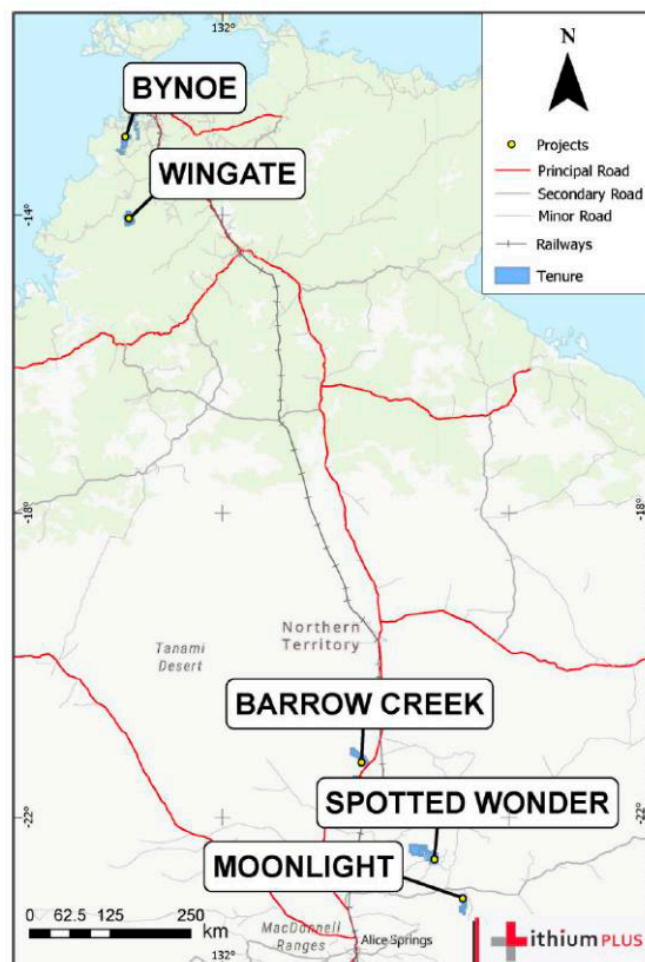 132°
N
BYNOE
WINGATE
Projects
Principal Road
Secondary Road
Minor Road
Railways
Tenure
-14°
-18°
-18°
Northern
Territory
Tanami
Desert
BARROW CREEK
SPOTTED WONDER
-22°
-22°
MOONLIGHT
0 62.5 125 250
km
MacDonnell
Ranges
Alice Springs
132°
Lithium PLUS